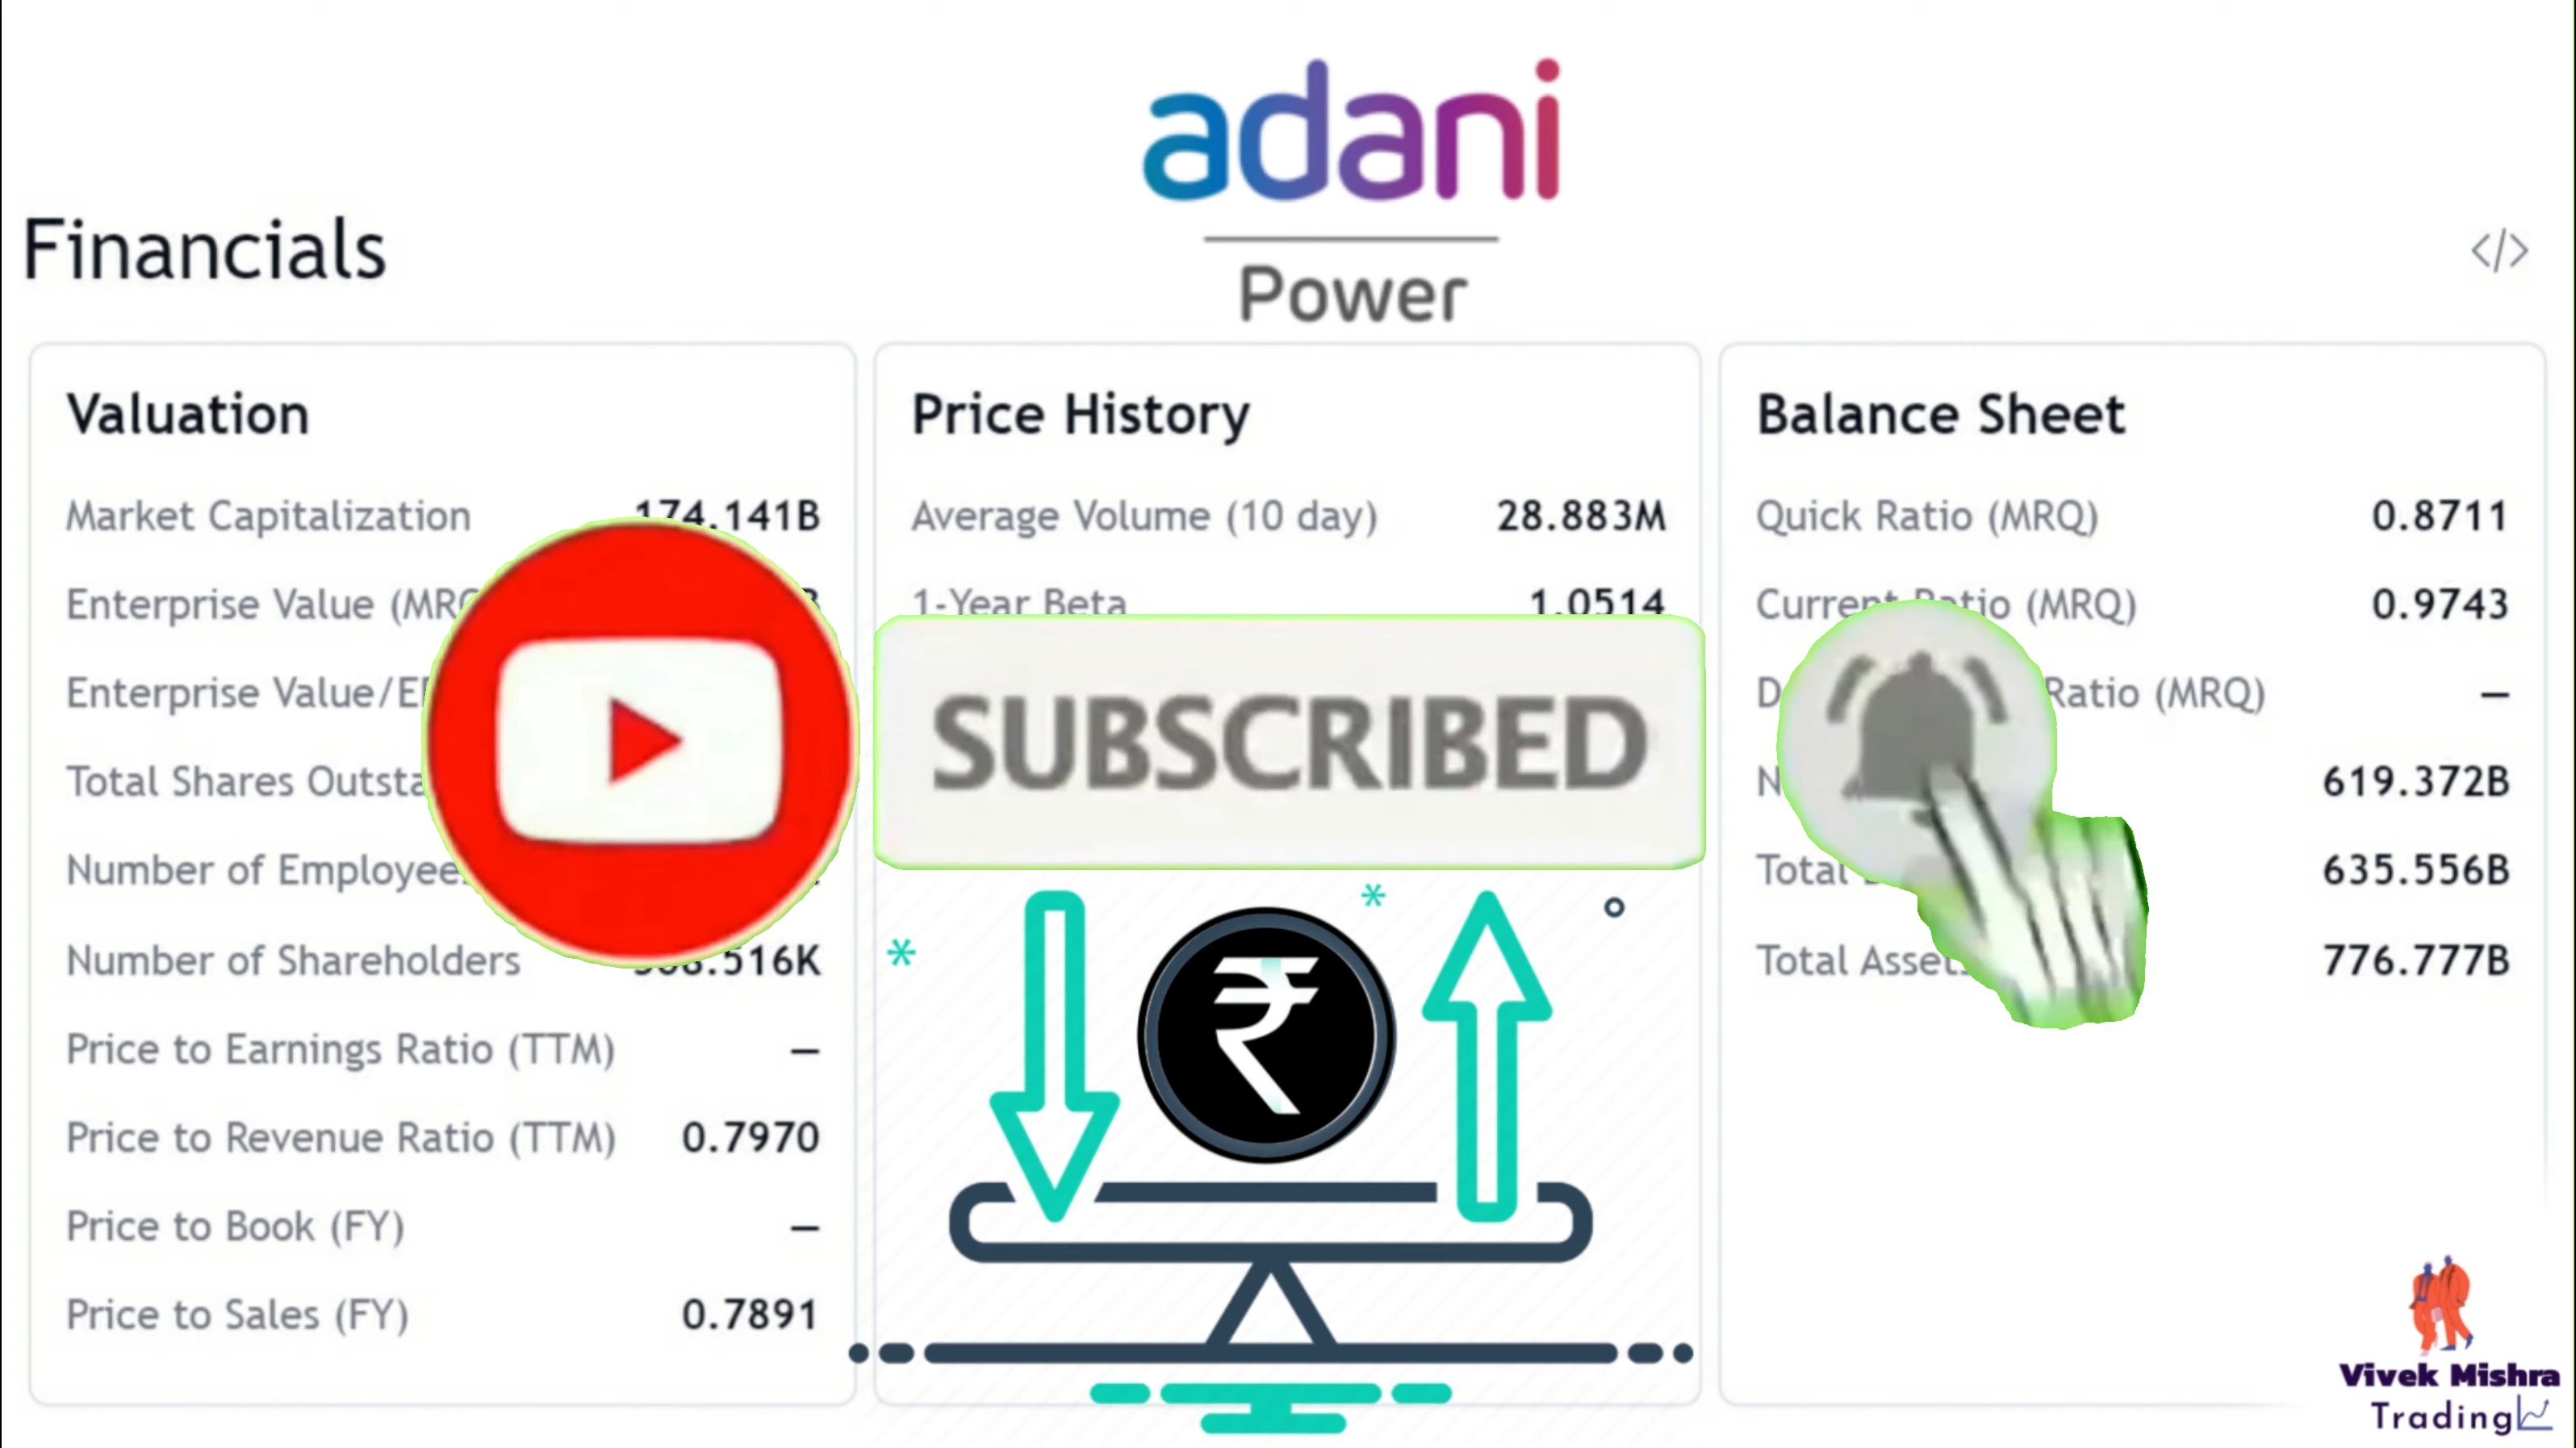 adani
Power
Financials
</>
Valuation
Market Capitalization 174.141B
Enterprise Value
Enterprise
Total Shares
Number of
Number of Shareholders
Price to Earnings Ratio (TTM) —
Price to Revenue Ratio (TTM) 0.7970
Price to Book (FY) —
Price to Sales (FY) 0.7891
Price History
Average Volume (10 day) 28.883M
1-Year Beta 1.0514
SUBSCRIBED
₹
Balance Sheet
Quick Ratio (MRQ) 0.8711
Current Ratio (MRQ) 0.9743
Ratio (MRQ) —
619.372B
Total 635.556B
Total 776.777B
Vivek Mishra
Trading